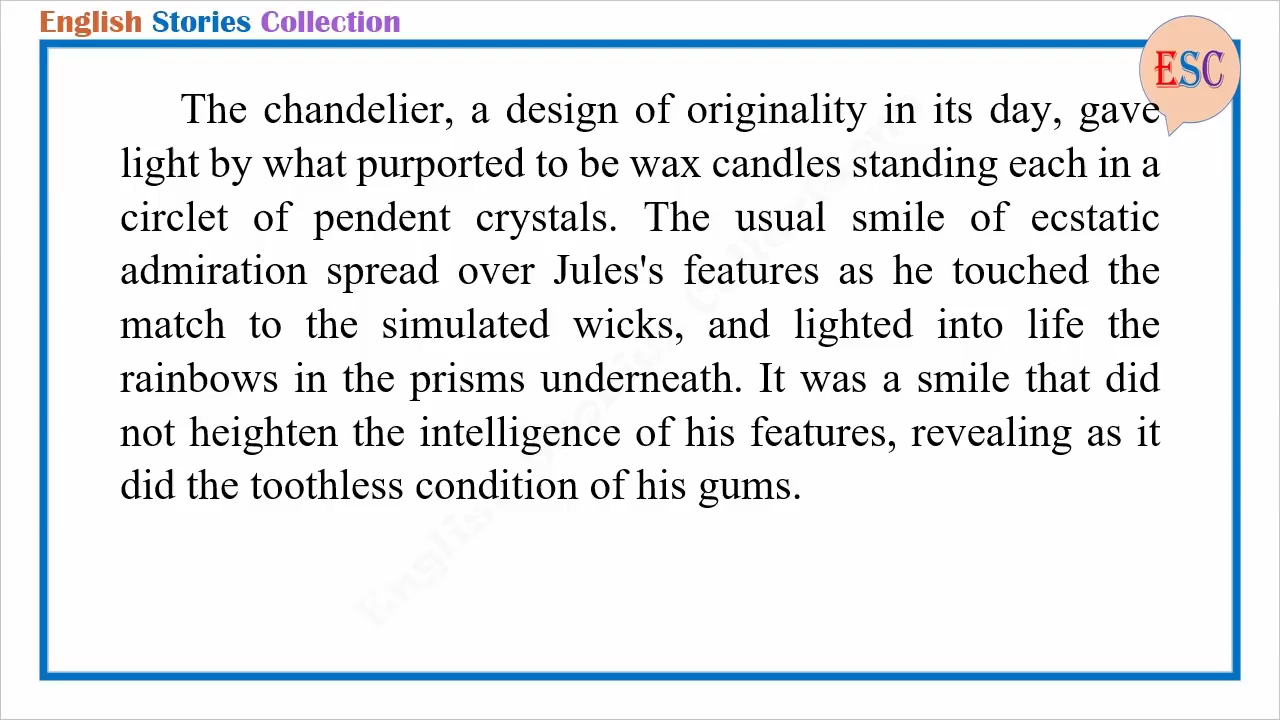 English Stories Collection
ESC
The chandelier, a design of originality in its day, gave
light by what purported to be wax candles standing each in a
circlet of pendent crystals. The usual smile of ecstatic
admiration spread over Jules's features as he touched the
match to the simulated wicks, and lighted into life the
rainbows in the prisms underneath. It was a smile that did
not heighten the intelligence of his features, revealing as it
did the toothless condition of his gums.